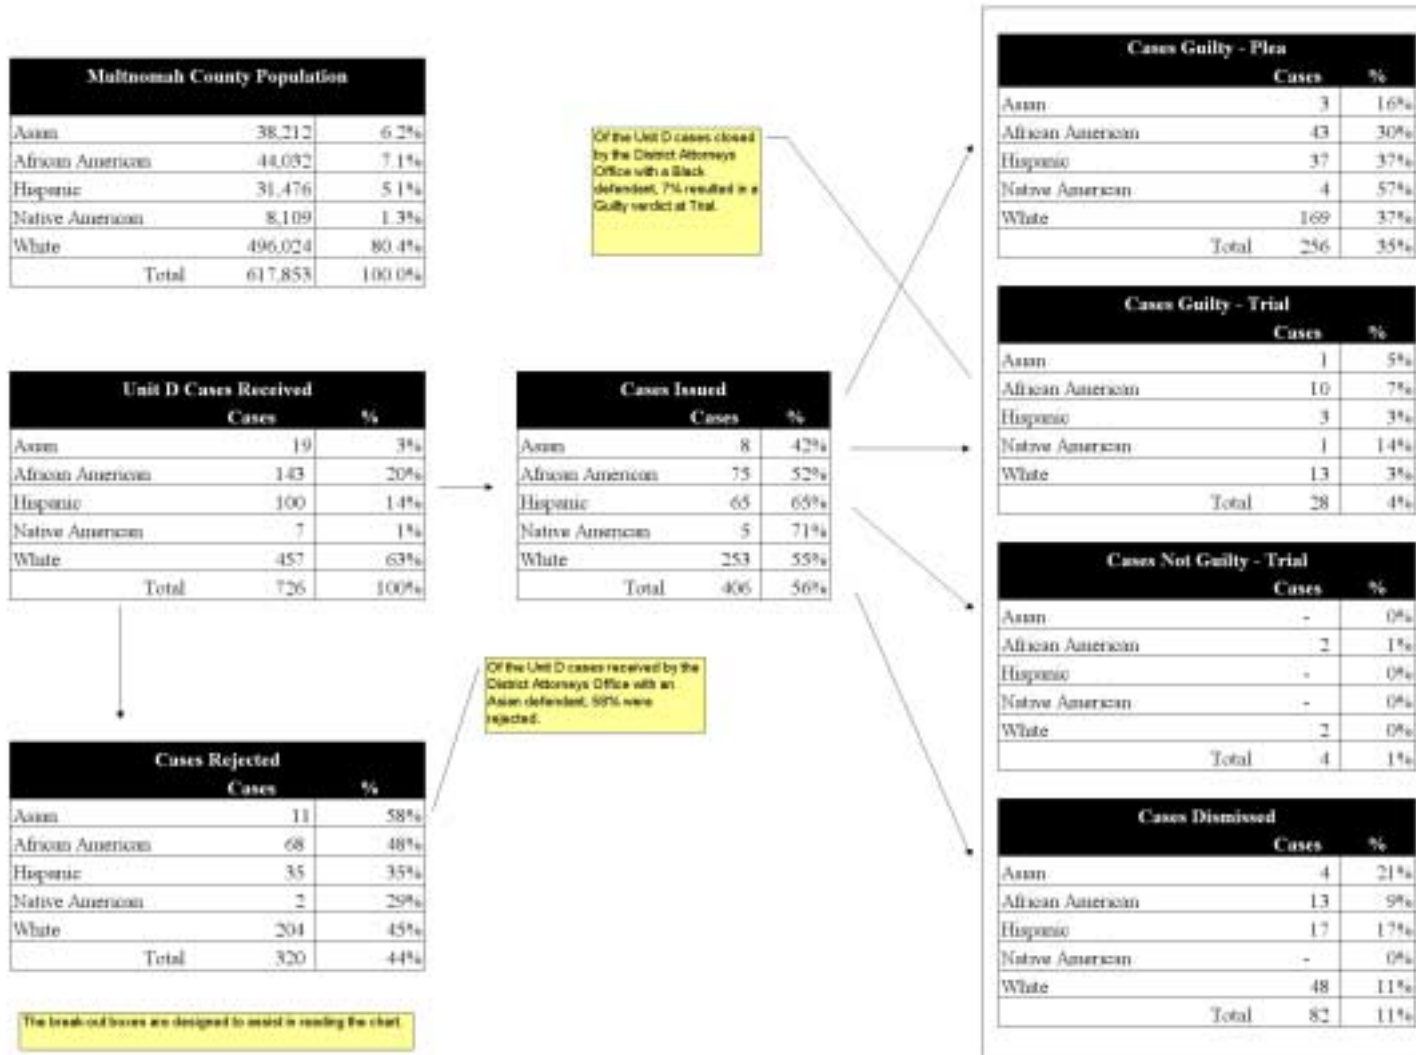 Multnomah County Population
Asian 38,212 6.2%
African American 44,032 7.1%
Hispanic 31,476 5.1%
Native American 8,109 1.3%
White 496,024 80.4%
Total 617,853 100.0%
Of the Unit D cases closed
by the District Attorneys
Office with a Black
defendant, 7% resulted in a
Guilty verdict at Trial.
Unit D Cases Received
Cases %
Asian 19 3%
African American 143 20%
Hispanic 100 14%
Native American 7 1%
White 457 63%
Total 726 100%
Cases Issued
Cases %
Asian 8 42%
African American 75 52%
Hispanic 65 65%
Native American 5 71%
White 253 55%
Total 406 56%
Of the Unit D cases received by the
District Attorneys Office with an
Asian defendant, 58% were
rejected.
Cases Rejected
Cases %
Asian 11 58%
African American 68 48%
Hispanic 35 35%
Native American 2 29%
White 204 45%
Total 320 44%
The break-out boxes are designed to assist in reading the chart.
Cases Guilty - Plea
Cases %
Asian 3 16%
African American 43 30%
Hispanic 37 37%
Native American 4 57%
White 169 37%
Total 256 35%
Cases Guilty - Trial
Cases %
Asian 1 5%
African American 10 7%
Hispanic 3 3%
Native American 1 14%
White 13 3%
Total 28 4%
Cases Not Guilty - Trial
Cases %
Asian - 0%
African American 2 1%
Hispanic - 0%
Native American - 0%
White 2 0%
Total 4 1%
Cases Dismissed
Cases %
Asian 4 21%
African American 13 9%
Hispanic 17 17%
Native American - 0%
White 48 11%
Total 82 11%